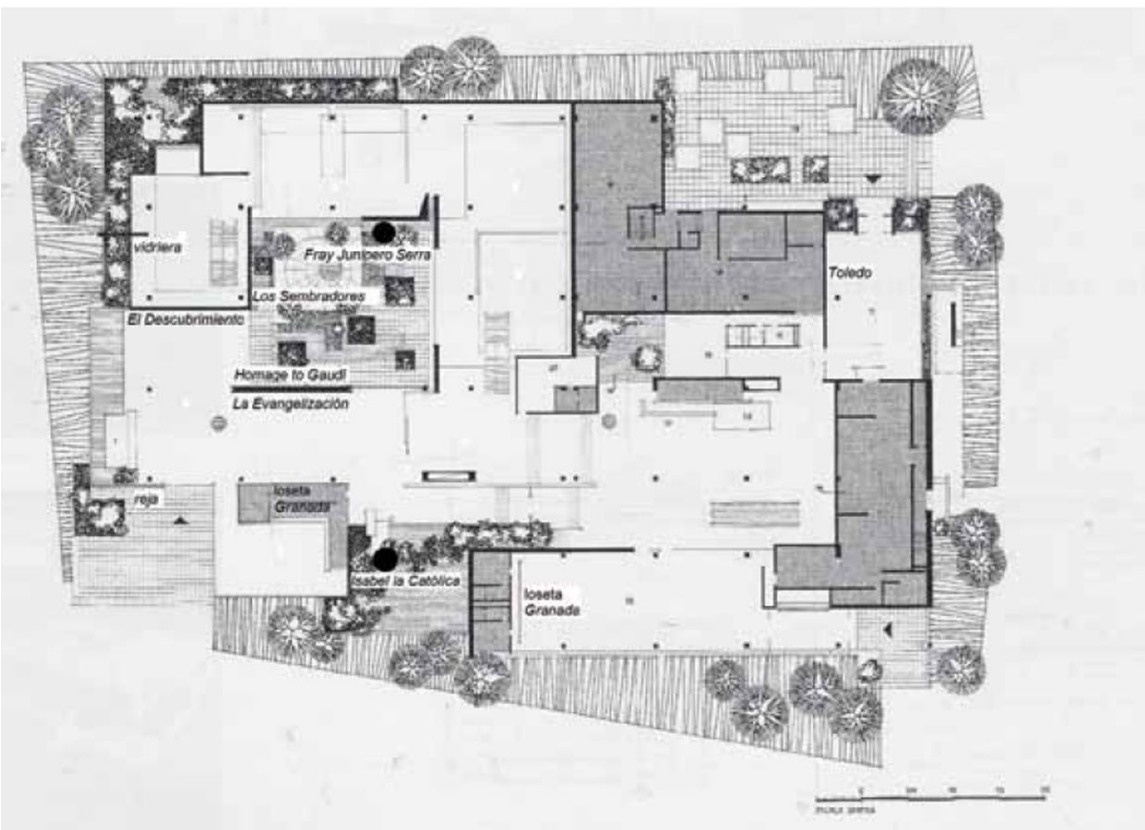 vidriera
Fray Junípero Serra
Toledo
Los Sembradores
El Descubrimiento
Homage to Gaudí
La Evangelización
reja
loseta
Granada
Isabel la Católica
loseta
Granada